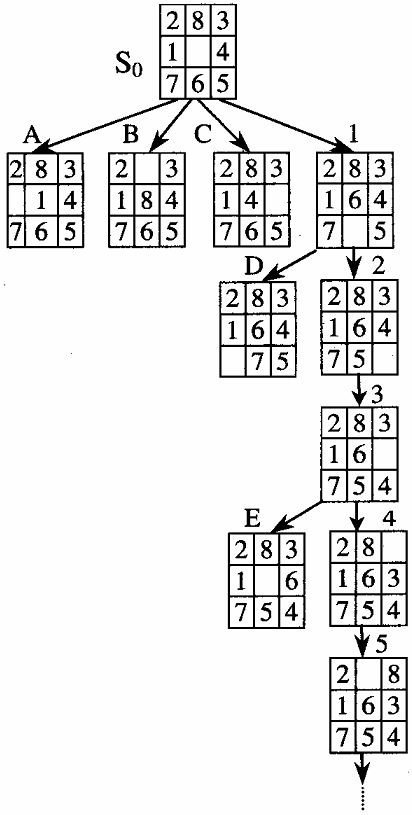 2 8 3
S0 1 4
7 6 5
A B C 1
2 8 3 2 3 2 8 3 2 8 3
1 4 1 8 4 1 4 1 6 4
7 6 5 7 6 5 7 6 5 7 5
D 2
2 8 3 2 8 3
1 6 4 1 6 4
7 5 7 5
3
2 8 3
1 6
7 5 4
E 4
2 8 3 2 8
1 6 1 6 3
7 5 4 7 5 4
5
2 8
1 6 3
7 5 4